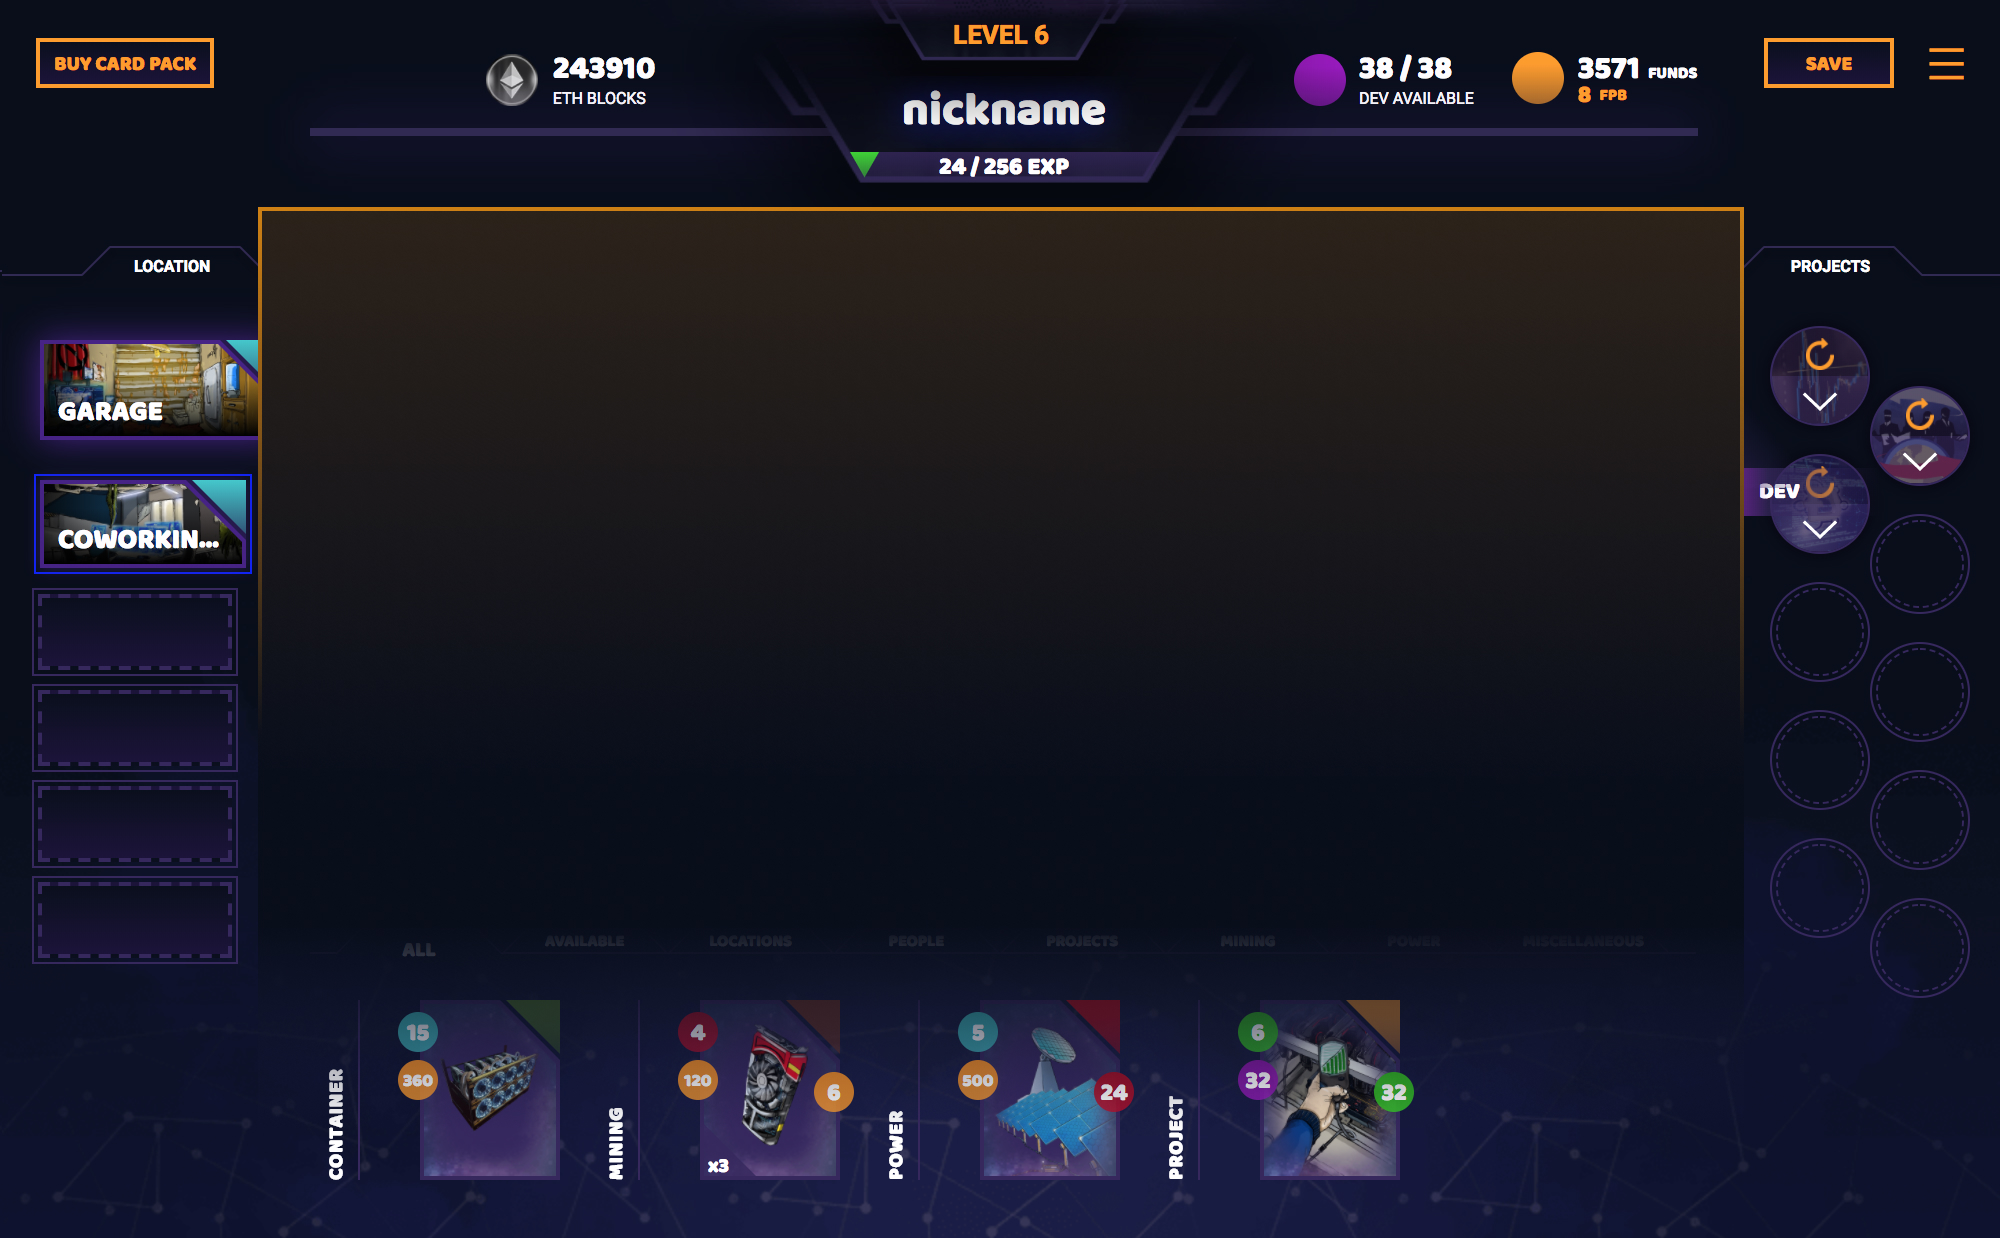 LEVEL 6
BUY CARD PACK
243910
ETH BLOCKS
nickname
38 / 38
DEV AVAILABLE
3571 FUNDS
8 FPB
SAVE
24 / 256 EXP
LOCATION
PROJECTS
GARAGE
COWORKIN...
DEV
ALL
AVAILABLE
LOCATIONS
PEOPLE
PROJECTS
MINING
POWER
MISCELLANEOUS
CONTAINER
15
360
MINING
4
120
6
x3
POWER
5
500
24
PROJECT
6
32
32